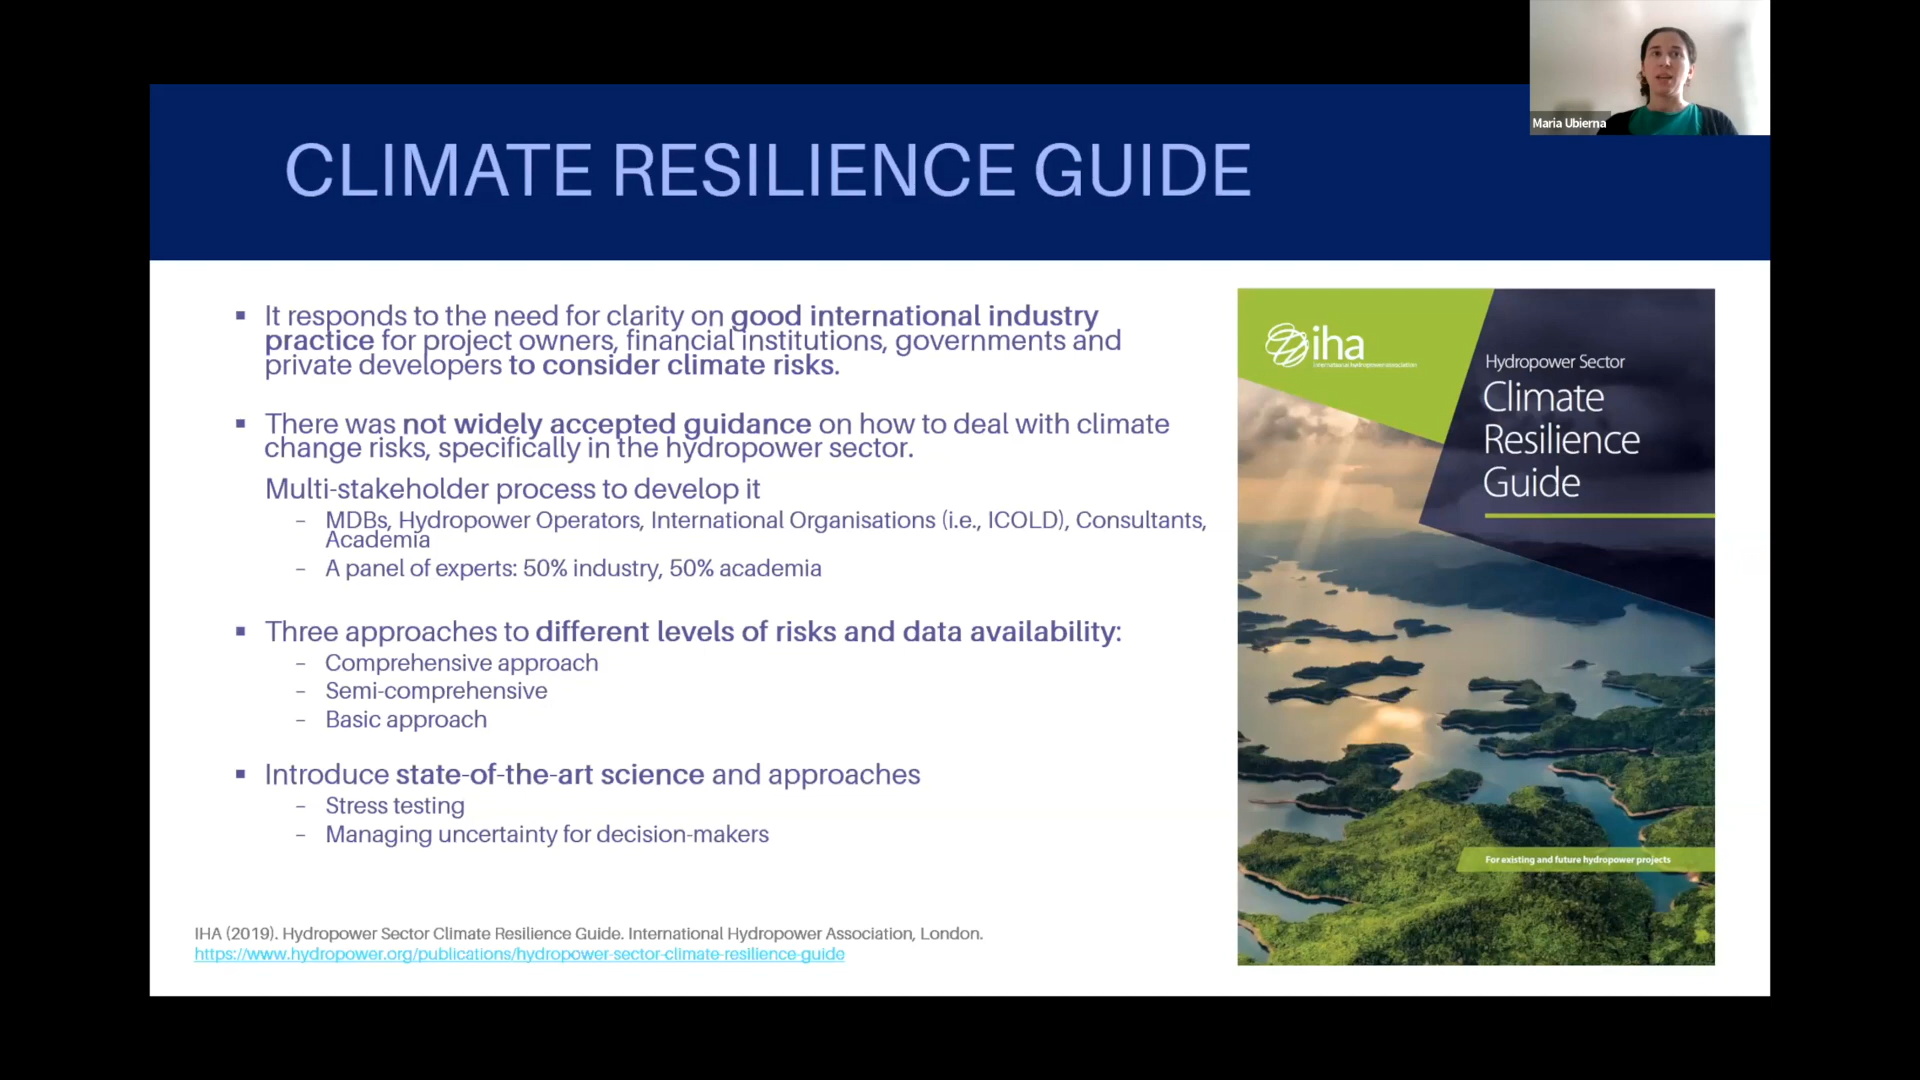 Maria Ubierna
CLIMATE RESILIENCE GUIDE
▪ It responds to the need for clarity on good international industry
practice for project owners, financial institutions, governments and
private developers to consider climate risks.
▪ There was not widely accepted guidance on how to deal with climate
change risks, specifically in the hydropower sector.
Multi-stakeholder process to develop it
– MDBs, Hydropower Operators, International Organisations (i.e., ICOLD), Consultants,
Academia
– A panel of experts: 50% industry, 50% academia
▪ Three approaches to different levels of risks and data availability:
– Comprehensive approach
– Semi-comprehensive
– Basic approach
▪ Introduce state-of-the-art science and approaches
– Stress testing
– Managing uncertainty for decision-makers
IHA (2019). Hydropower Sector Climate Resilience Guide. International Hydropower Association, London.
https://www.hydropower.org/publications/hydropower-sector-climate-resilience-guide
iha
international hydropower association
Hydropower Sector
Climate
Resilience
Guide
For existing and future hydropower projects